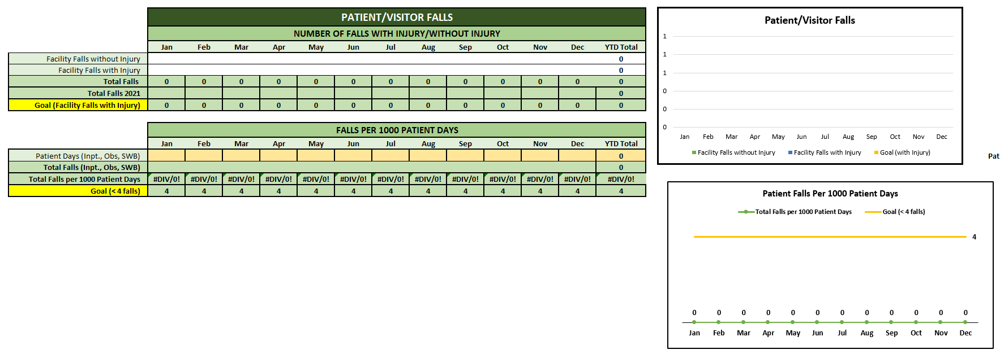 PATIENT/VISITOR FALLS
NUMBER OF FALLS WITH INJURY/WITHOUT INJURY
Jan Feb Mar Apr May Jun Jul Aug Sep Oct Nov Dec YTD Total
Facility Falls without Injury 0
Facility Falls with Injury 0
Total Falls 0 0 0 0 0 0 0 0 0 0 0 0 0
Total Falls 2021 0
Goal (Facility Falls with Injury) 0 0 0 0 0 0 0 0 0 0 0 0 0
FALLS PER 1000 PATIENT DAYS
Jan Feb Mar Apr May Jun Jul Aug Sep Oct Nov Dec YTD Total
Patient Days (Inpt., Obs, SWB) 0
Total Falls (Inpt., Obs, SWB) 0
Total Falls per 1000 Patient Days #DIV/0! #DIV/0! #DIV/0! #DIV/0! #DIV/0! #DIV/0! #DIV/0! #DIV/0! #DIV/0! #DIV/0! #DIV/0! #DIV/0! #DIV/0!
Goal (< 4 falls) 4 4 4 4 4 4 4 4 4 4 4 4 4
Patient/Visitor Falls
1
1
1
0
0
0
Jan Feb Mar Apr May Jun Jul Aug Sep Oct Nov Dec
Facility Falls without Injury Facility Falls with Injury Goal (with Injury)
Pat
Patient Falls Per 1000 Patient Days
Total Falls per 1000 Patient Days Goal (< 4 falls)
4
0 0 0 0 0 0 0 0 0 0 0 0
Jan Feb Mar Apr May Jun Jul Aug Sep Oct Nov Dec